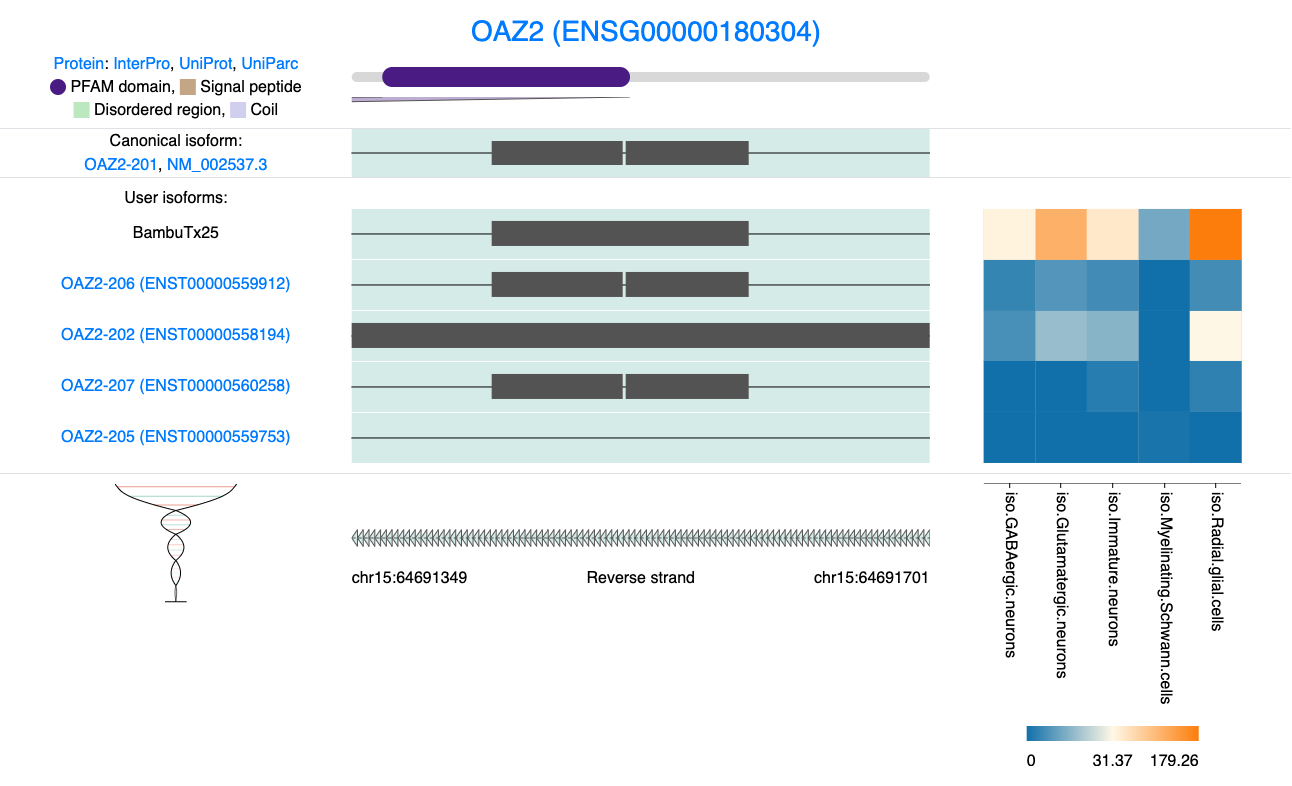 OAZ2 (ENSG00000180304)
Protein: InterPro, UniProt, UniParc
PFAM domain, Signal peptide
Disordered region, Coil
Canonical isoform:
OAZ2-201, NM_002537.3
User isoforms:
BambuTx25
OAZ2-206 (ENST00000559912)
OAZ2-202 (ENST00000558194)
OAZ2-207 (ENST00000560258)
OAZ2-205 (ENST00000559753)
chr15:64691349 Reverse strand chr15:64691701
iso.GABAergic.neurons
iso.Glutamatergic.neurons
iso.Immature.neurons
iso.Myelinating.Schwann.cells
iso.Radial.glial.cells
0 31.37 179.26